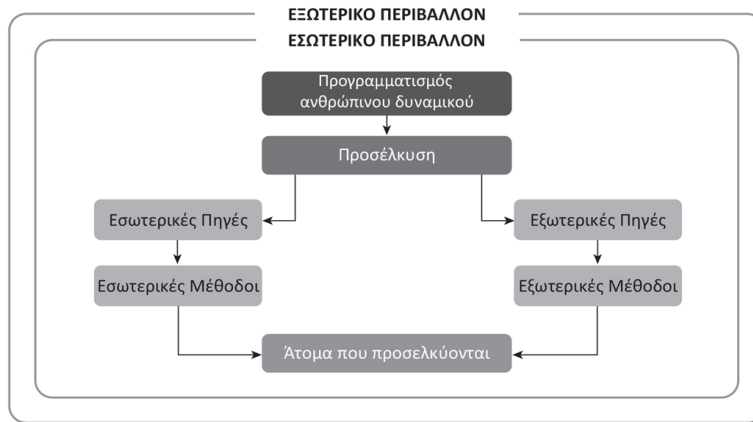 ΕΞΩΤΕΡΙΚΟ ΠΕΡΙΒΑΛΛΟΝ
ΕΣΩΤΕΡΙΚΟ ΠΕΡΙΒΑΛΛΟΝ
Προγραμματισμός
ανθρώπινου δυναμικού
Προσέλκυση
Εσωτερικές Πηγές
Εξωτερικές Πηγές
Εσωτερικές Μέθοδοι
Εξωτερικές Μέθοδοι
Άτομα που προσελκύονται